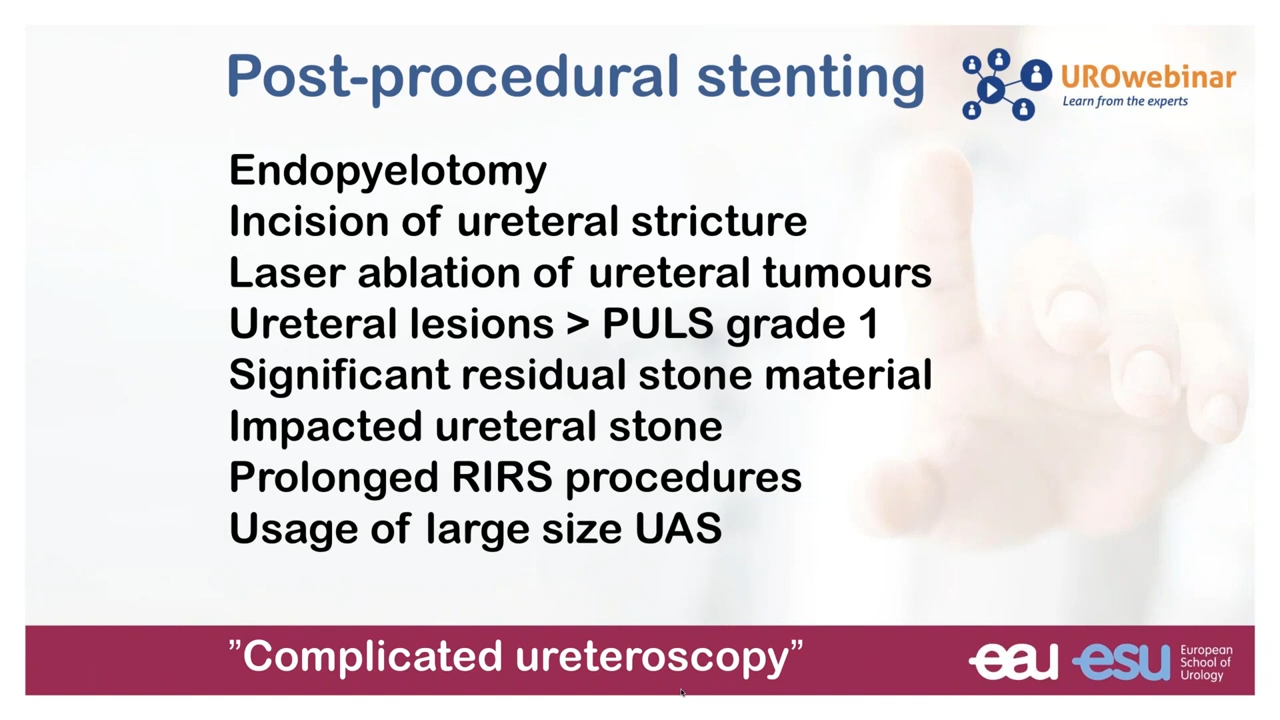 Post-procedural stenting
UROwebinar
Learn from the experts
Endopyelotomy
Incision of ureteral stricture
Laser ablation of ureteral tumours
Ureteral lesions > PULS grade 1
Significant residual stone material
Impacted ureteral stone
Prolonged RIRS procedures
Usage of large size UAS
”Complicated ureteroscopy”
eau esu European
School of
Urology